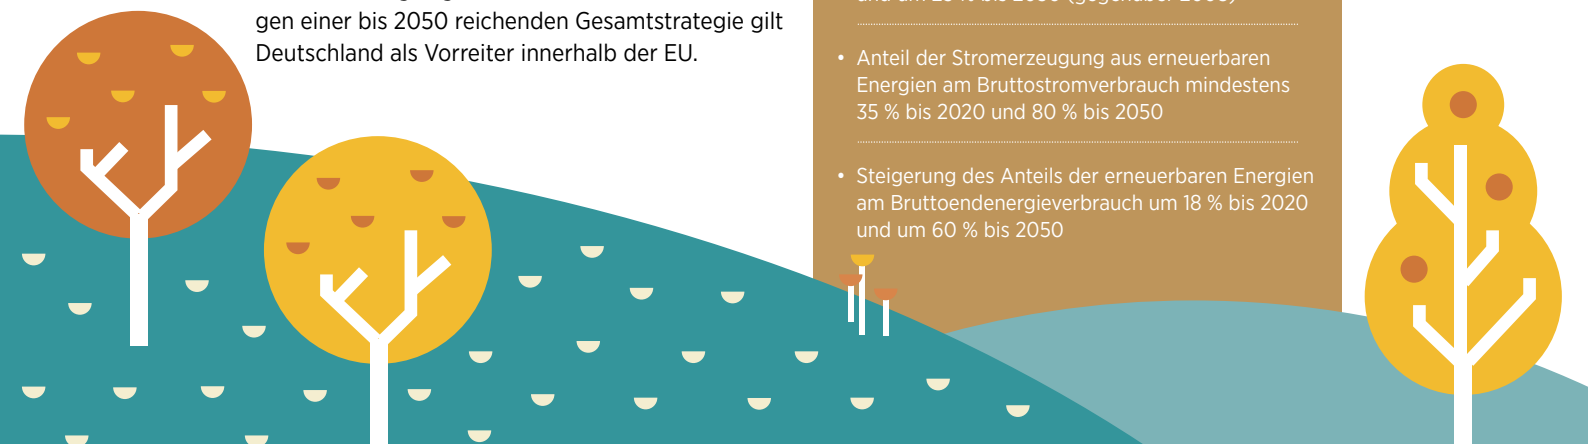 gen einer bis 2050 reichenden Gesamtstrategie gilt
Deutschland als Vorreiter innerhalb der EU.
• Anteil der Stromerzeugung aus erneuerbaren
Energien am Bruttostromverbrauch mindestens
35 % bis 2020 und 80 % bis 2050
• Steigerung des Anteils der erneuerbaren Energien
am Bruttoendenergieverbrauch um 18 % bis 2020
und um 60 % bis 2050